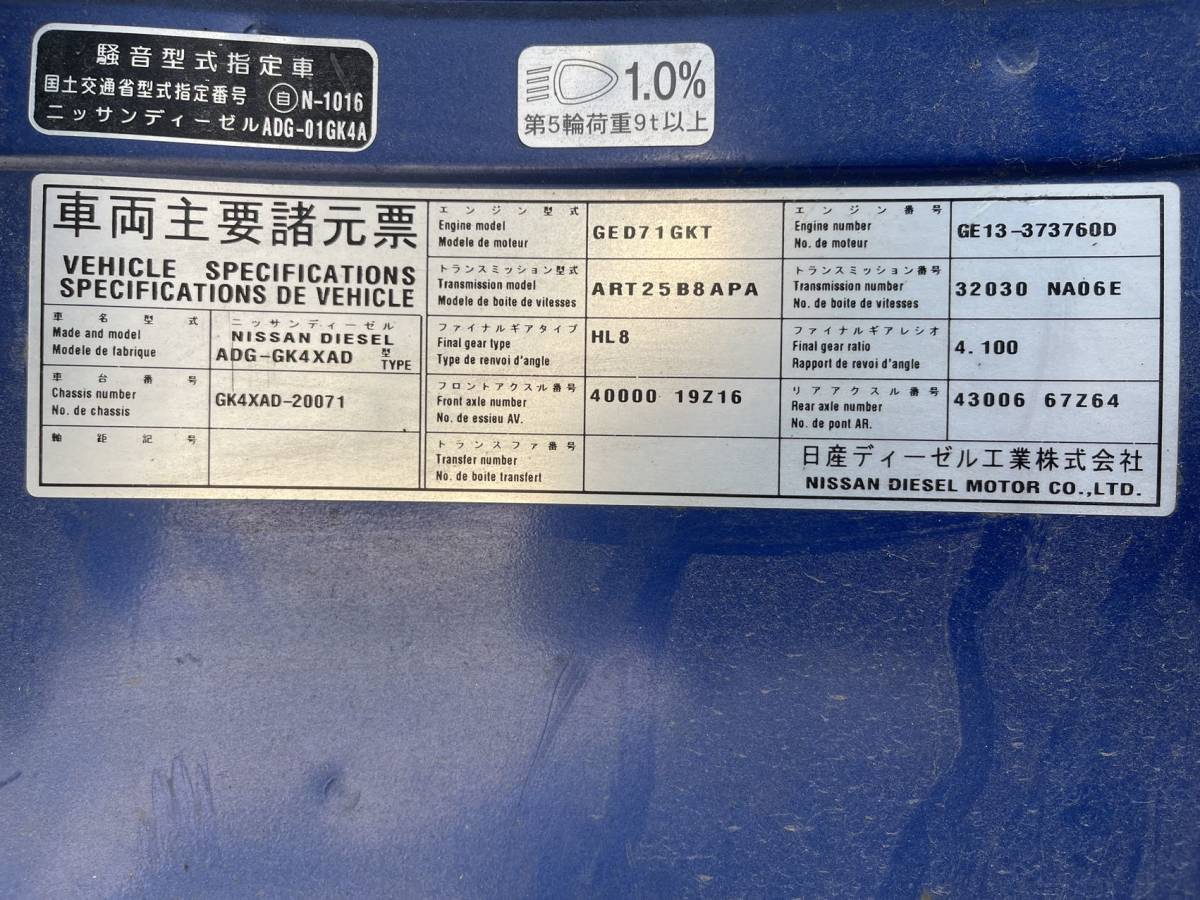 騒音型式指定車
国土交通省型式指定番号 自 N-1016
ニッサンディーゼル ADG-01GK4A
1.0%
第5輪荷重9t以上
車両主要諸元票
VEHICLE SPECIFICATIONS
SPECIFICATIONS DE VEHICLE
車名型式
Made and model
Modele de fabrique
ニッサンディーゼル
NISSAN DIESEL
ADG-GK4XAD 型
TYPE
車台番号
Chassis number
No. de chassis
GK4XAD-20071
軸距記号
エンジン型式
Engine model
Modele de moteur
GED71GKT
トランスミッション型式
Transmission model
Modele de boite de vitesses
ART25B8APA
ファイナルギアタイプ
Final gear type
Type de renvoi d'angle
HL8
フロントアクスル番号
Front axle number
No. de essieu AV.
40000 19Z16
トランスファ番号
Transfer number
No. de boite transfert
エンジン番号
Engine number
No. de moteur
GE13-373760D
トランスミッション番号
Transmission number
No. de boite de vitesses
32030 NA06E
ファイナルギアレシオ
Final gear ratio
Rapport de revoi d'angle
4.100
リアアクスル番号
Rear axle number
No. de pont AR.
43006 67Z64
日産ディーゼル工業株式会社
NISSAN DIESEL MOTOR CO.,LTD.